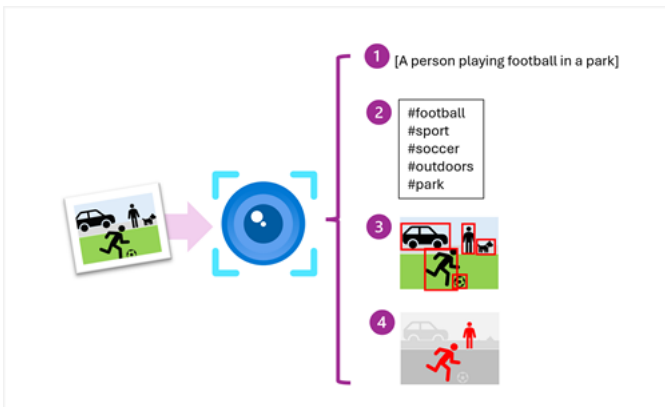 1 [A person playing football in a park]
2
#football
#sport
#soccer
#outdoors
#park
3
4